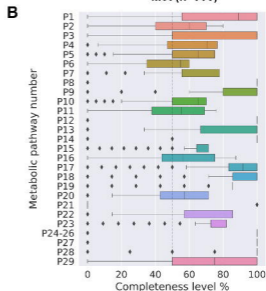 B
Metabolic pathway number
P1
P2
P3
P4
P5
P6
P7
P8
P9
P10
P11
P12
P13
P14
P15
P16
P17
P18
P19
P20
P21
P22
P23
P24-26
P27
P28
P29
0 20 40 60 80 100
Completeness level %